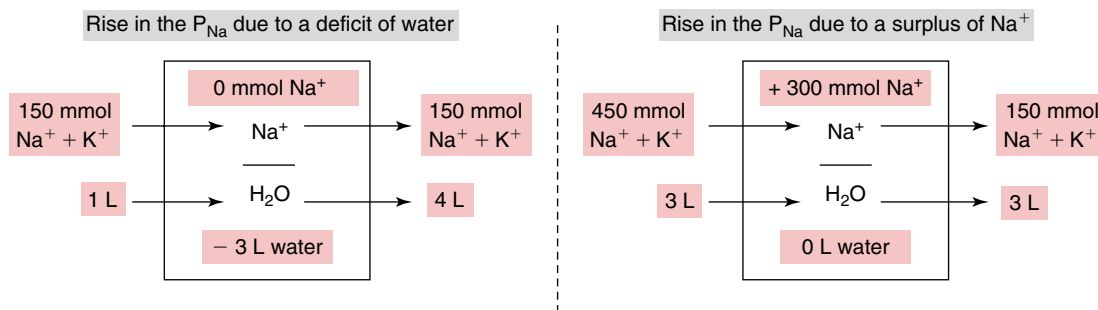 Rise in the P_Na due to a deficit of water
0 mmol Na⁺
150 mmol
Na⁺ + K⁺
Na⁺
150 mmol
Na⁺ + K⁺
1 L
H₂O
4 L
− 3 L water
Rise in the P_Na due to a surplus of Na⁺
+ 300 mmol Na⁺
450 mmol
Na⁺ + K⁺
Na⁺
150 mmol
Na⁺ + K⁺
3 L
H₂O
3 L
0 L water